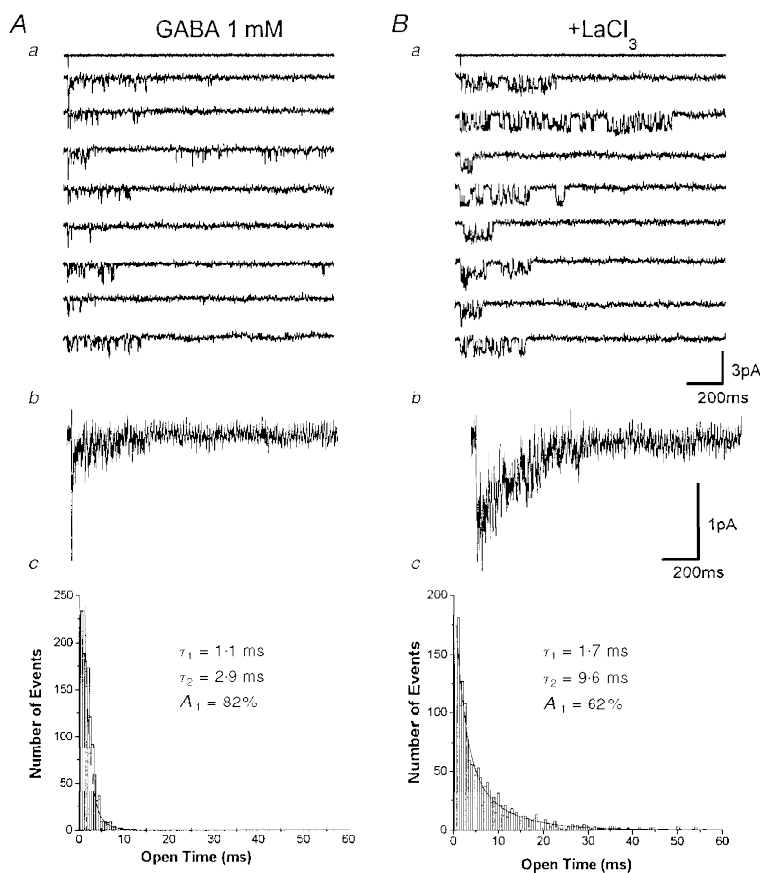 A
GABA 1 mM
a
b
c
250
200
150
100
50
0
Number of Events
τ1 = 1·1 ms
τ2 = 2·9 ms
A1 = 82%
0 10 20 30 40 50 60
Open Time (ms)
B
+LaCl3
a
3pA
200ms
b
1pA
200ms
c
200
150
100
50
0
Number of Events
τ1 = 1·7 ms
τ2 = 9·6 ms
A1 = 62%
0 10 20 30 40 50 60
Open Time (ms)